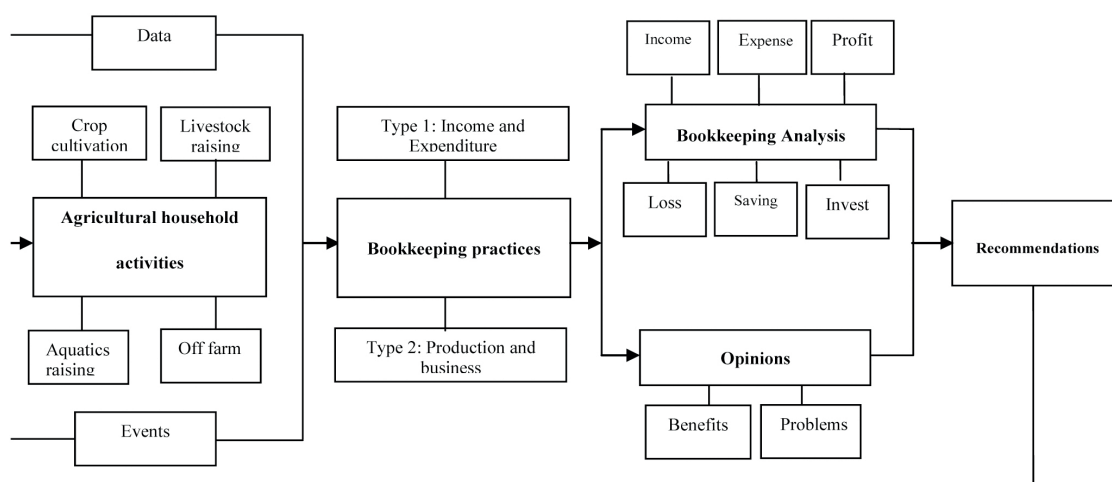 Data
Crop
cultivation
Livestock
raising
Agricultural household
activities
Aquatics
raising
Off farm
Events
Type 1: Income and
Expenditure
Bookkeeping practices
Type 2: Production and
business
Income
Expense
Profit
Bookkeeping Analysis
Loss
Saving
Invest
Opinions
Benefits
Problems
Recommendations